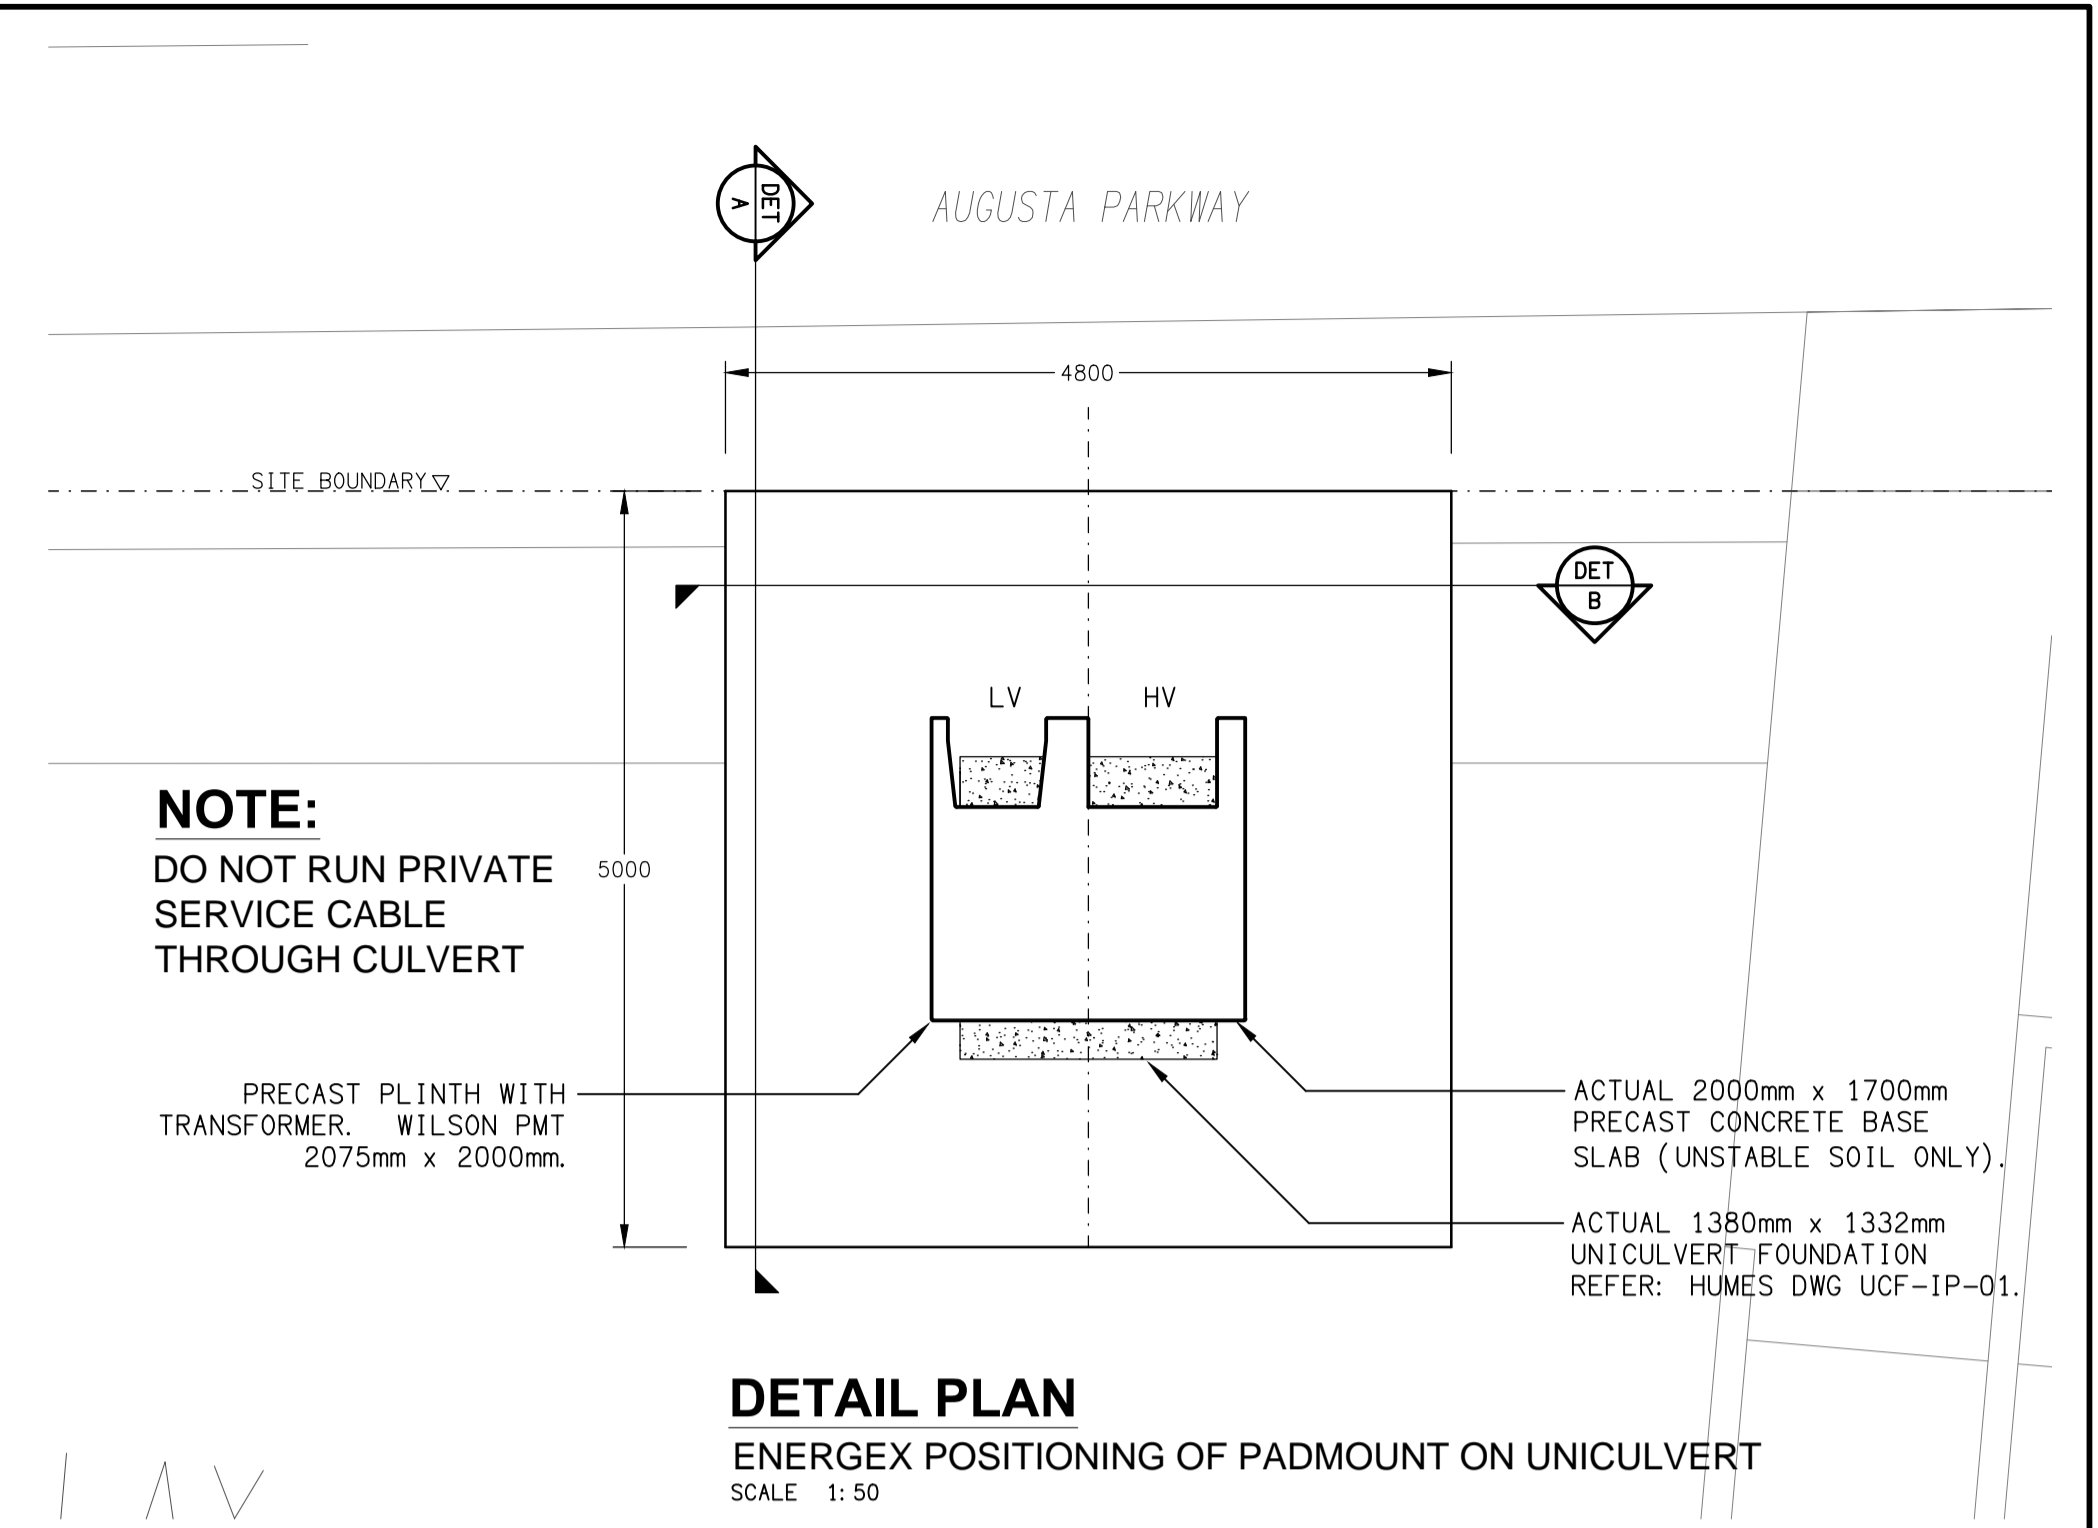 DET
A
AUGUSTA PARKWAY
4800
SITE BOUNDARY
DET
B
LV
HV
NOTE:
DO NOT RUN PRIVATE
SERVICE CABLE
THROUGH CULVERT
5000
PRECAST PLINTH WITH
TRANSFORMER. WILSON PMT
2075mm x 2000mm.
ACTUAL 2000mm x 1700mm
PRECAST CONCRETE BASE
SLAB (UNSTABLE SOIL ONLY).
ACTUAL 1380mm x 1332mm
UNICULVERT FOUNDATION
REFER: HUMES DWG UCF-IP-01.
DETAIL PLAN
ENERGEX POSITIONING OF PADMOUNT ON UNICULVERT
SCALE 1:50